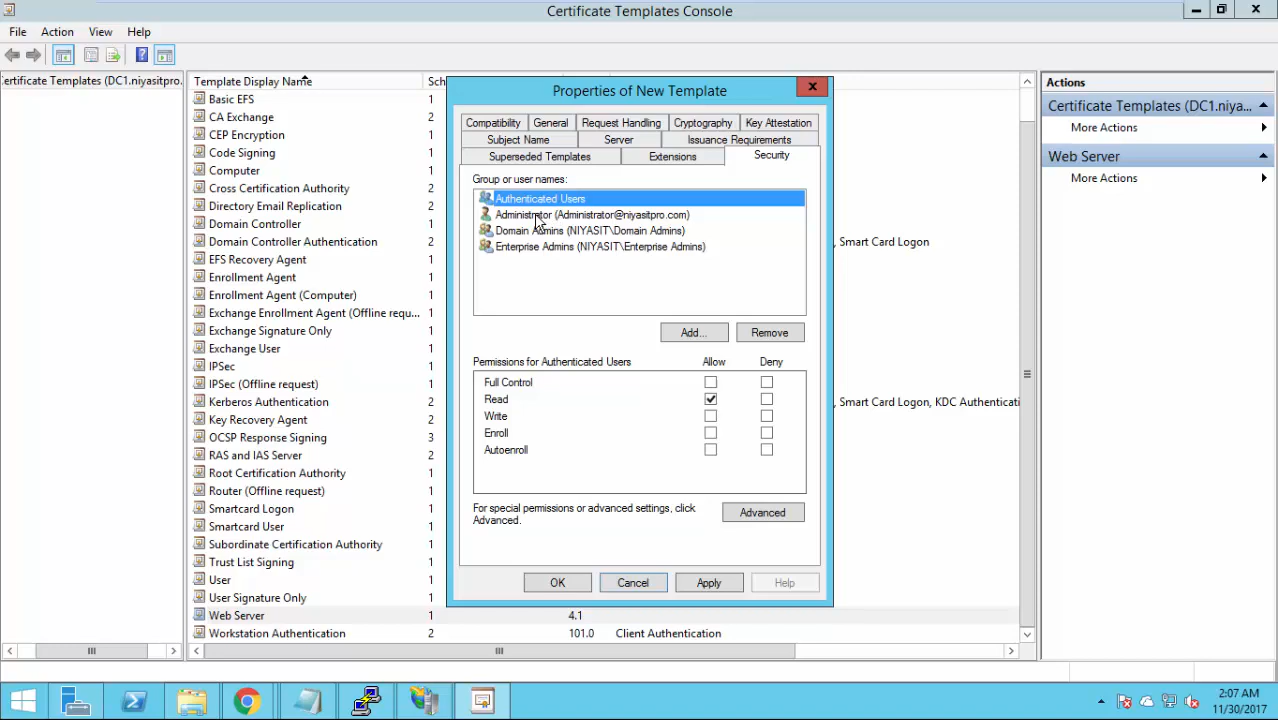 Certificate Templates Console
File Action View Help
ertificate Templates (DC1.niyasitpro.
Template Display Name Sch
Basic EFS 1
CA Exchange 2
CEP Encryption 1
Code Signing 1
Computer 1
Cross Certification Authority 2
Directory Email Replication 2
Domain Controller 1
Domain Controller Authentication 2 , Smart Card Logon
EFS Recovery Agent 1
Enrollment Agent 1
Enrollment Agent (Computer) 1
Exchange Enrollment Agent (Offline requ... 1
Exchange Signature Only 1
Exchange User 1
IPSec 1
IPSec (Offline request) 1
Kerberos Authentication 2 , Smart Card Logon, KDC Authenticati
Key Recovery Agent 2
OCSP Response Signing 3
RAS and IAS Server 2
Root Certification Authority 1
Router (Offline request) 1
Smartcard Logon 1
Smartcard User 1
Subordinate Certification Authority 1
Trust List Signing 1
User 1
User Signature Only 1
Web Server 1 4.1
Workstation Authentication 2 101.0 Client Authentication
Properties of New Template
Compatibility General Request Handling Cryptography Key Attestation
Subject Name Server Issuance Requirements
Superseded Templates Extensions Security
Group or user names:
Authenticated Users
Administrator (Administrator@niyasitpro.com)
Domain Admins (NIYASIT\Domain Admins)
Enterprise Admins (NIYASIT\Enterprise Admins)
Add... Remove
Permissions for Authenticated Users Allow Deny
Full Control
Read
Write
Enroll
Autoenroll
For special permissions or advanced settings, click
Advanced.
Advanced
OK Cancel Apply Help
Actions
Certificate Templates (DC1.niya...
More Actions
Web Server
More Actions
2:07 AM
11/30/2017